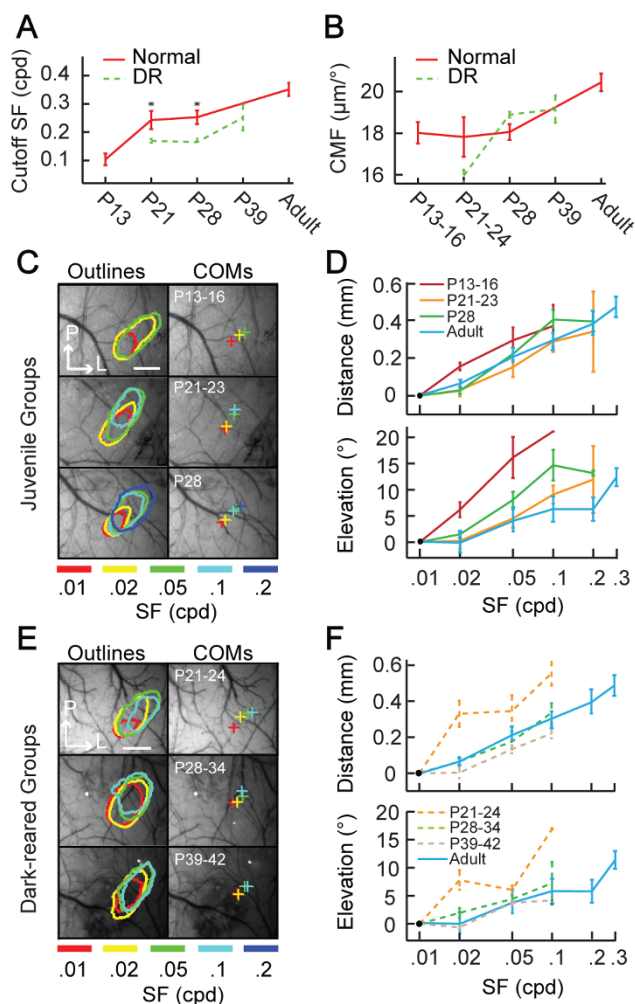 A
Normal
DR
Cutoff SF (cpd)
0.4
0.3
0.2
0.1
*
*
P13
P21
P28
P39
Adult
B
Normal
DR
CMF (µm/°)
20
18
16
P13-16
P21-24
P28
P39
Adult
C
Outlines
COMs
Juvenile Groups
P
L
P13-16
P21-23
P28
.01 .02 .05 .1 .2
SF (cpd)
D
P13-16
P21-23
P28
Adult
Distance (mm)
0.6
0.4
0.2
0
Elevation (°)
20
15
10
5
0
.01 .02 .05 .1 .2 .3
SF (cpd)
E
Outlines
COMs
Dark-reared Groups
P
L
P21-24
P28-34
P39-42
.01 .02 .05 .1 .2
SF (cpd)
F
Distance (mm)
0.6
0.4
0.2
0
P21-24
P28-34
P39-42
Adult
Elevation (°)
20
15
10
5
0
.01 .02 .05 .1 .2 .3
SF (cpd)